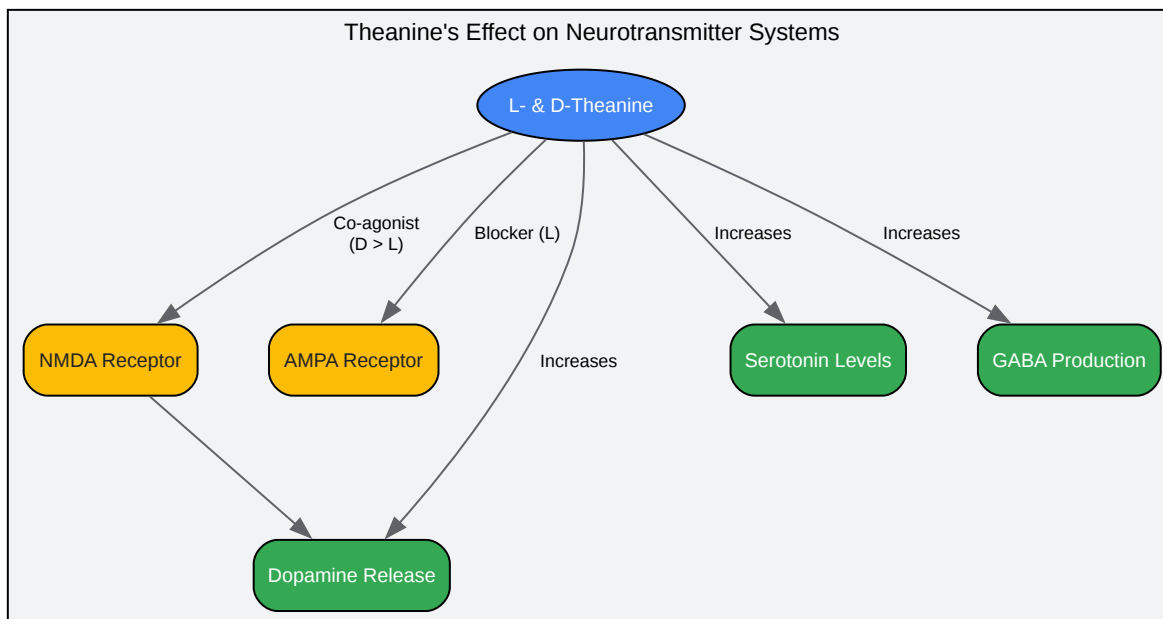 Theanine's Effect on Neurotransmitter Systems
L- & D-Theanine
Co-agonist
(D > L)
Blocker (L)
Increases
Increases
NMDA Receptor
AMPA Receptor
Increases
Serotonin Levels
GABA Production
Dopamine Release